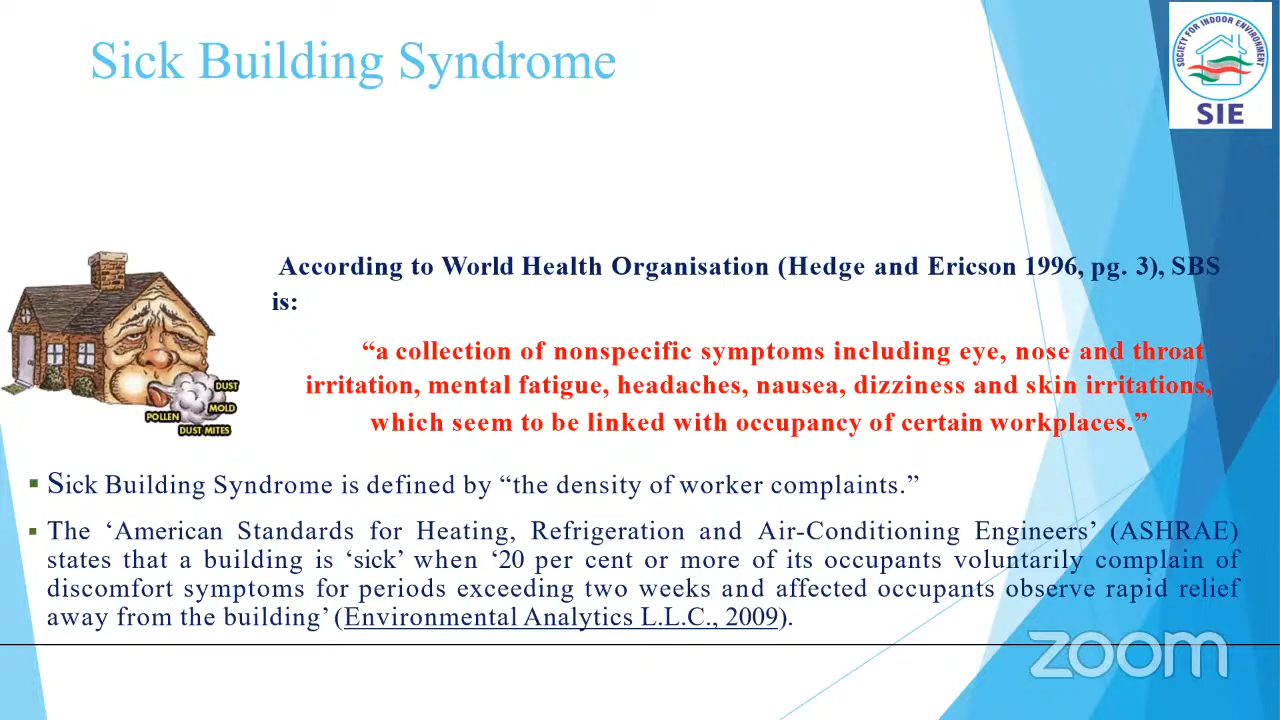 Sick Building Syndrome
SOCIETY FOR INDOOR ENVIRONMENT
SIE
According to World Health Organisation (Hedge and Ericson 1996, pg. 3), SBS
is:
“a collection of nonspecific symptoms including eye, nose and throat
irritation, mental fatigue, headaches, nausea, dizziness and skin irritations,
which seem to be linked with occupancy of certain workplaces.”
DUST
MOLD
POLLEN
DUST MITES
▪ Sick Building Syndrome is defined by “the density of worker complaints.”
▪ The ‘American Standards for Heating, Refrigeration and Air-Conditioning Engineers’ (ASHRAE)
states that a building is ‘sick’ when ‘20 per cent or more of its occupants voluntarily complain of
discomfort symptoms for periods exceeding two weeks and affected occupants observe rapid relief
away from the building’ (Environmental Analytics L.L.C., 2009).
zoom